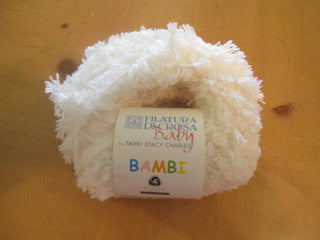 FILATURA
DI CROSA
Baby
by TAHKI STACY CHARLES
BAMBI